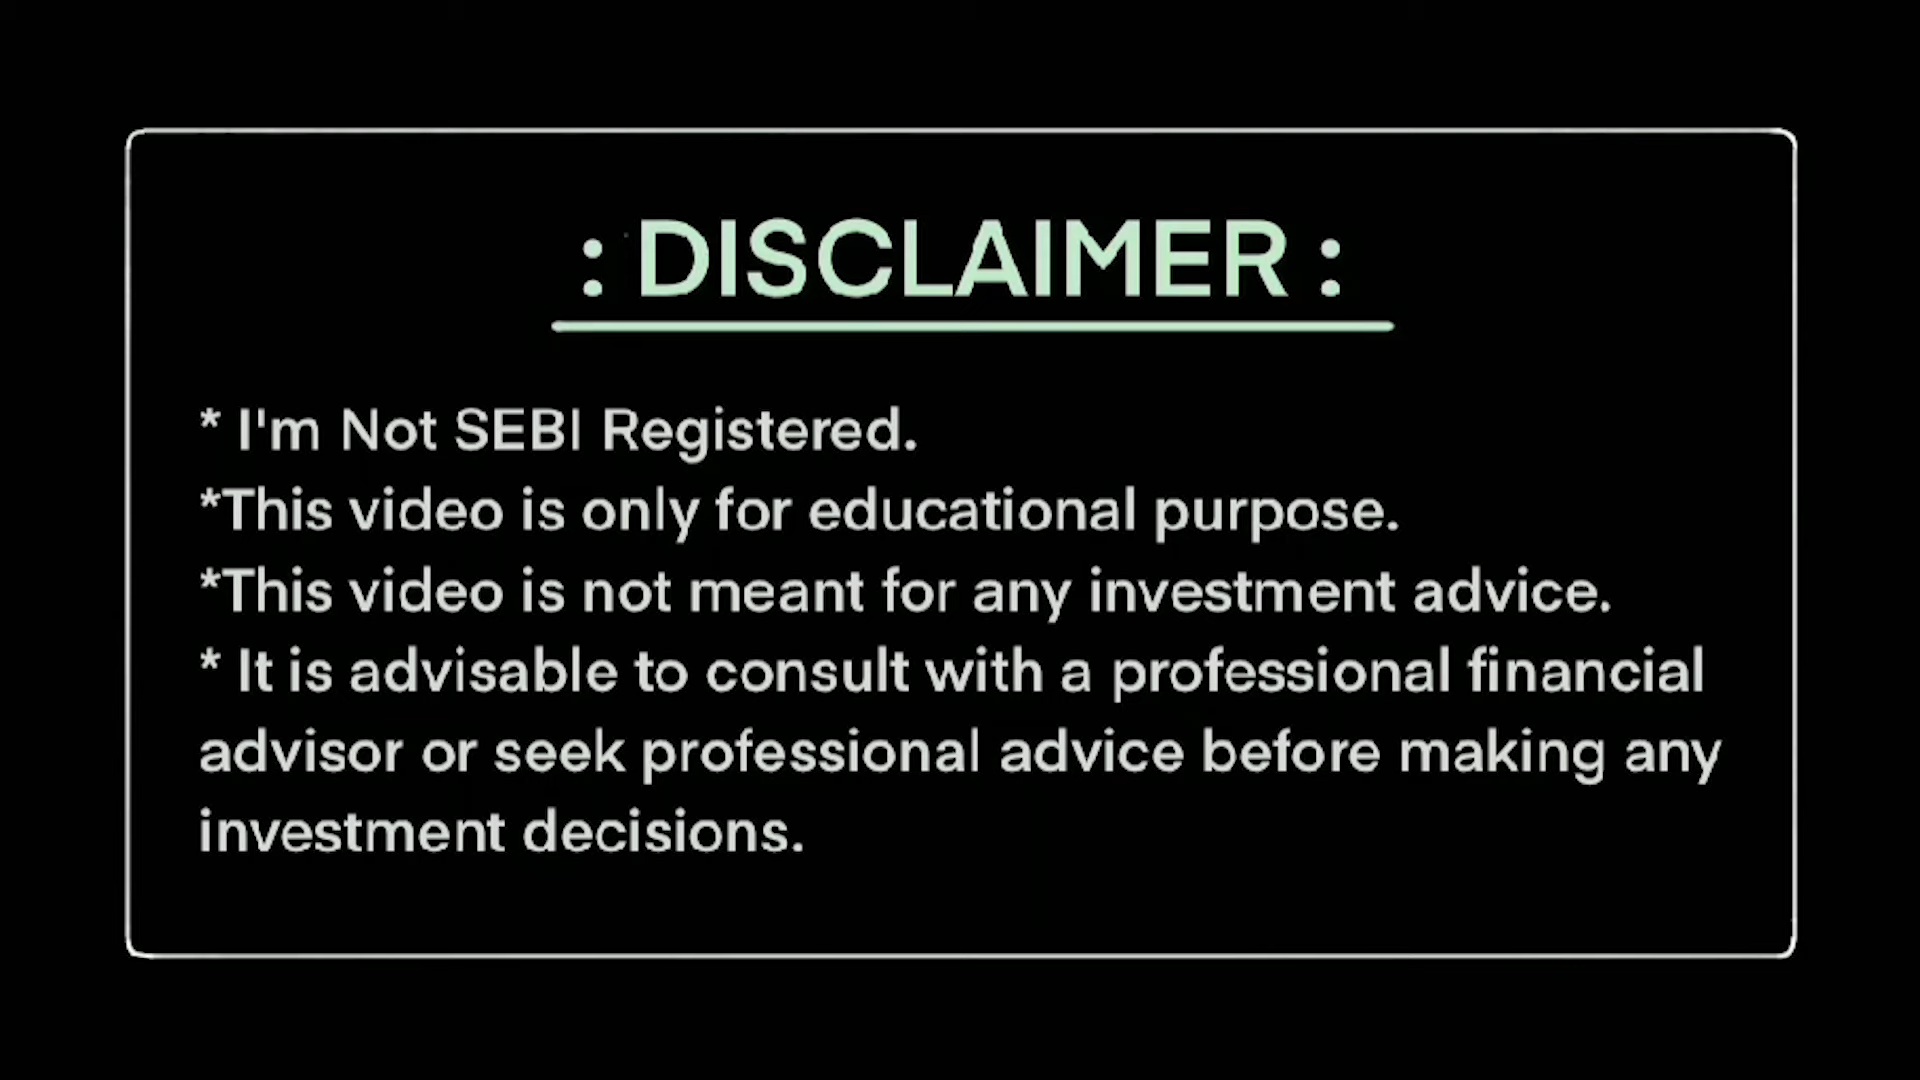 : DISCLAIMER :
* I'm Not SEBI Registered.
*This video is only for educational purpose.
*This video is not meant for any investment advice.
* It is advisable to consult with a professional financial
advisor or seek professional advice before making any
investment decisions.